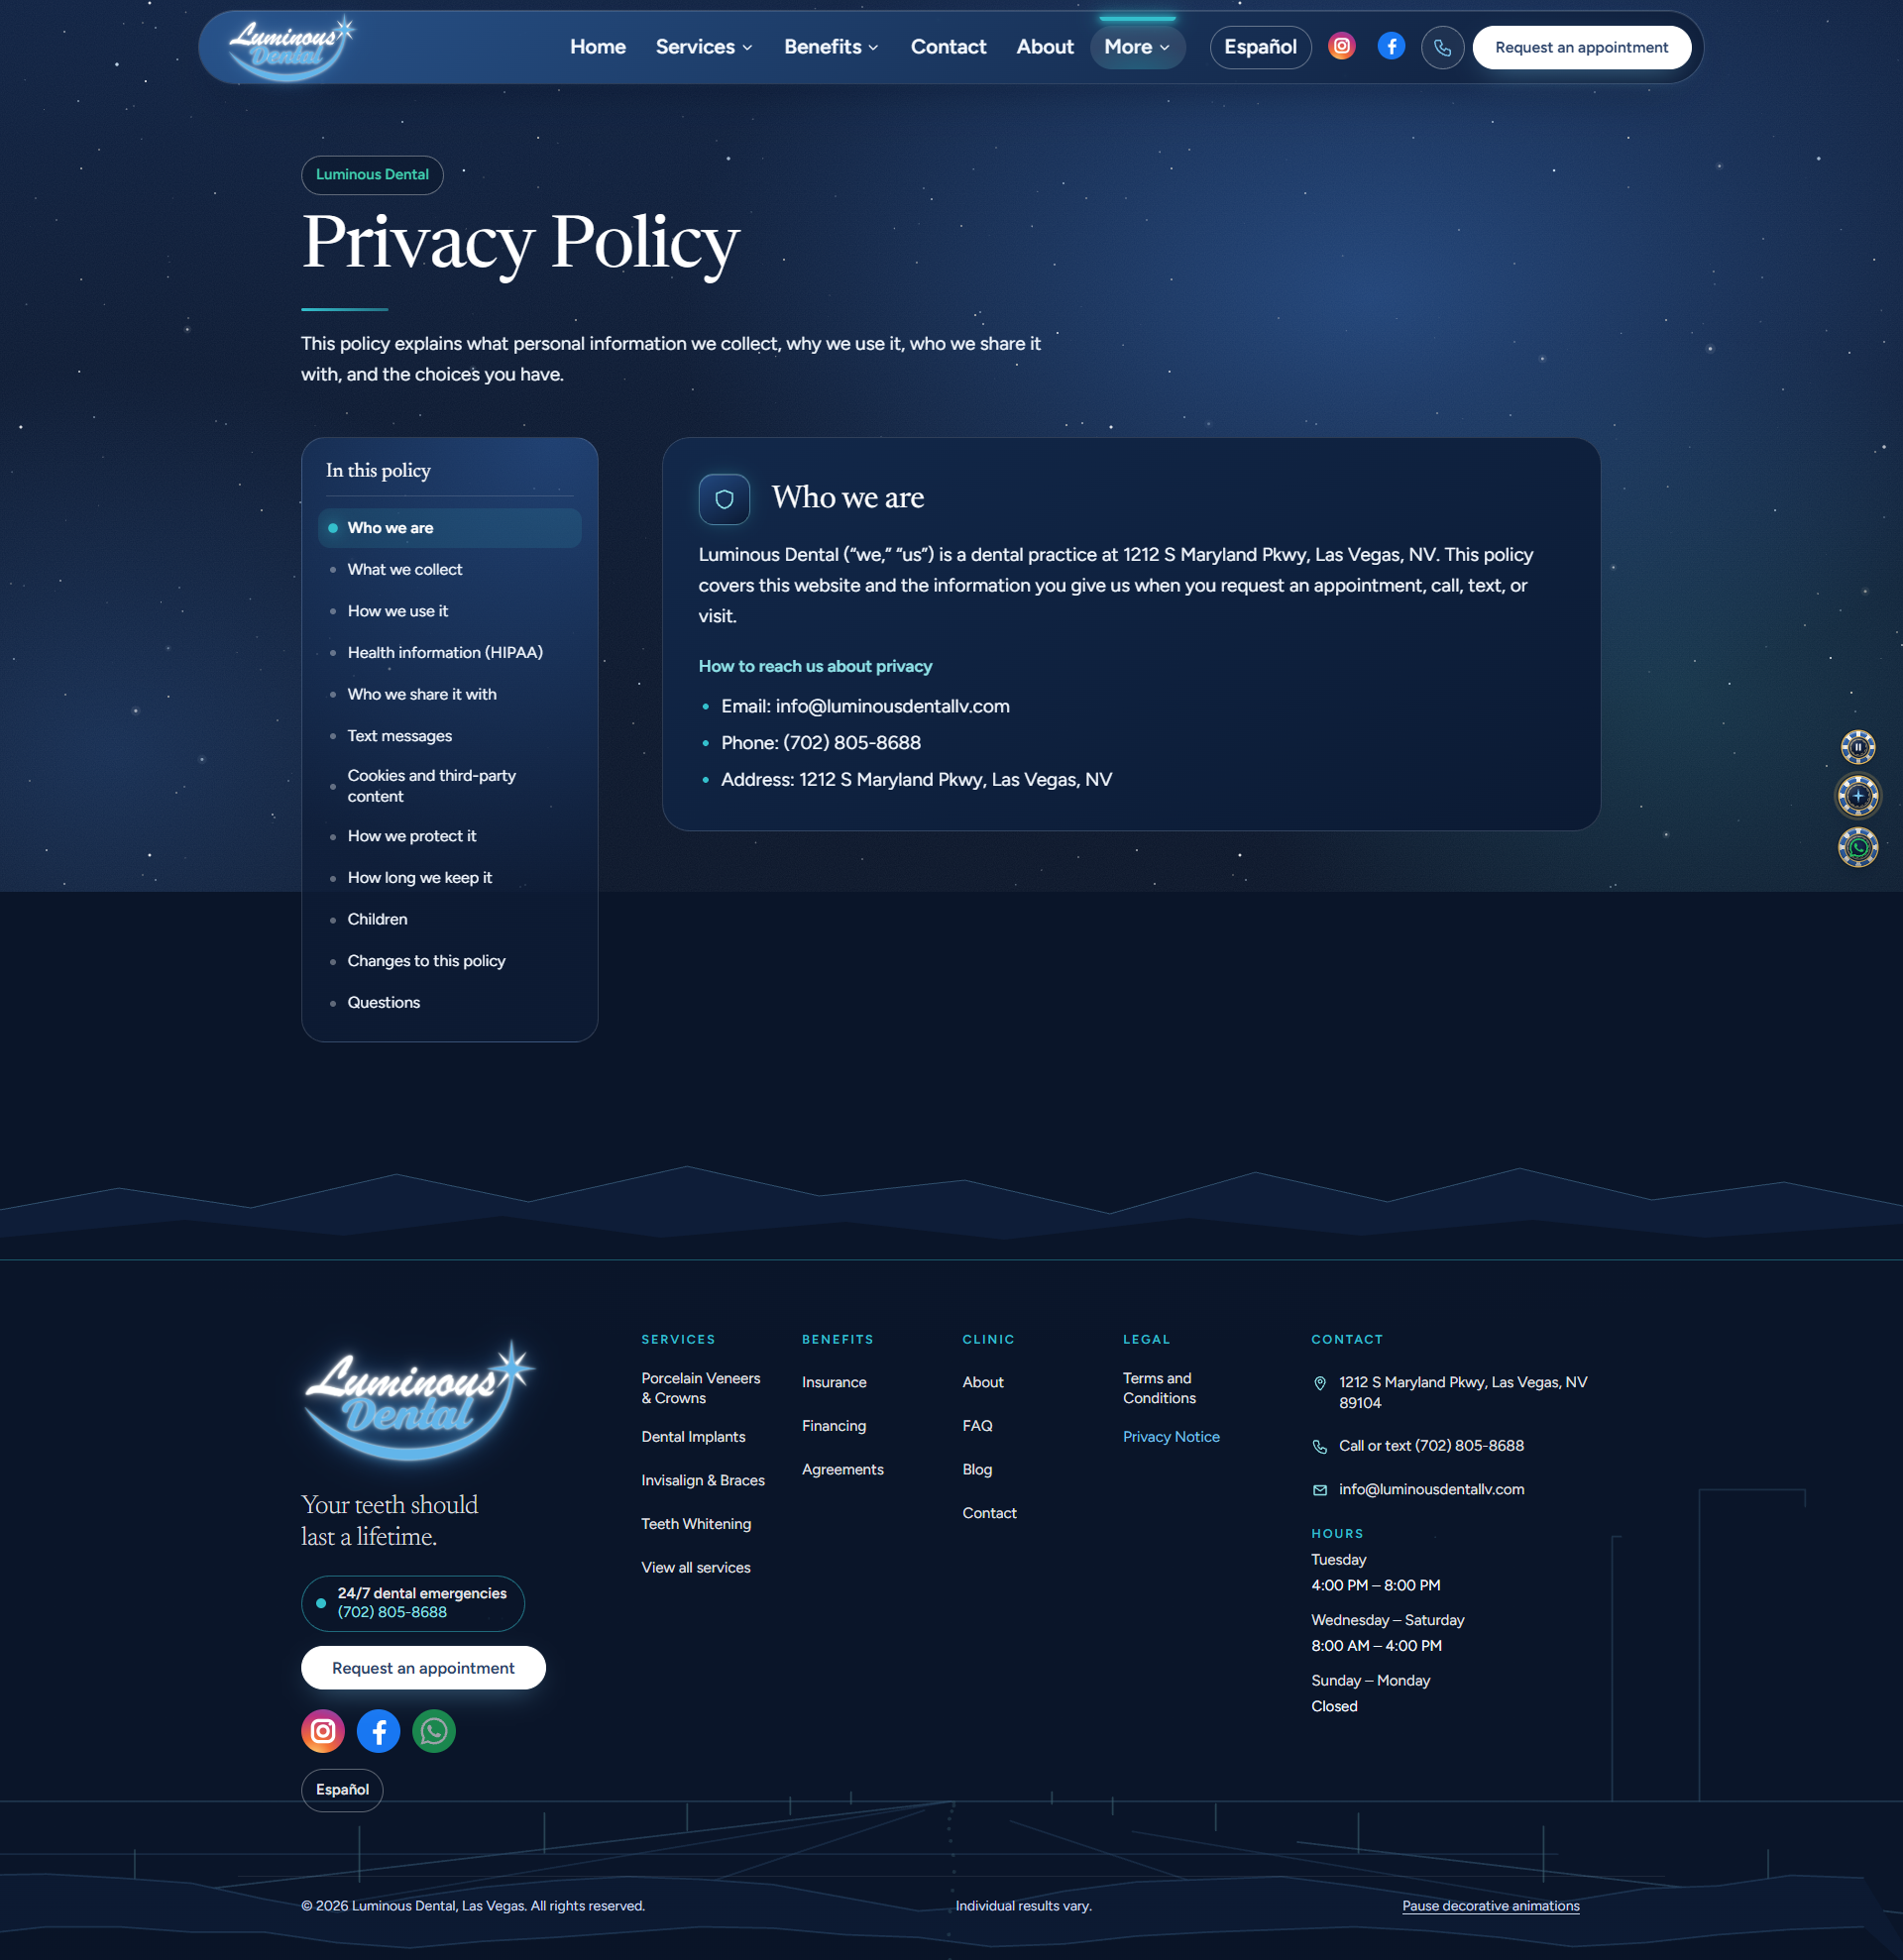 Luminous
Dental
Home
Services
Benefits
Contact
About
More
Español
Request an appointment
Luminous Dental
Privacy Policy
This policy explains what personal information we collect, why we use it, who we share it
with, and the choices you have.
In this policy
Who we are
What we collect
How we use it
Health information (HIPAA)
Who we share it with
Text messages
Cookies and third-party
content
How we protect it
How long we keep it
Children
Changes to this policy
Questions
Who we are
Luminous Dental (“we,” “us”) is a dental practice at 1212 S Maryland Pkwy, Las Vegas, NV. This policy
covers this website and the information you give us when you request an appointment, call, text, or
visit.
How to reach us about privacy
Email: info@luminousdentallv.com
Phone: (702) 805-8688
Address: 1212 S Maryland Pkwy, Las Vegas, NV
Luminous
Dental
Your teeth should
last a lifetime.
24/7 dental emergencies
(702) 805-8688
Request an appointment
Español
SERVICES
Porcelain Veneers
& Crowns
Dental Implants
Invisalign & Braces
Teeth Whitening
View all services
BENEFITS
Insurance
Financing
Agreements
CLINIC
About
FAQ
Blog
Contact
LEGAL
Terms and
Conditions
Privacy Notice
CONTACT
1212 S Maryland Pkwy, Las Vegas, NV
89104
Call or text (702) 805-8688
info@luminousdentallv.com
HOURS
Tuesday
4:00 PM – 8:00 PM
Wednesday – Saturday
8:00 AM – 4:00 PM
Sunday – Monday
Closed
© 2026 Luminous Dental, Las Vegas. All rights reserved.
Individual results vary.
Pause decorative animations